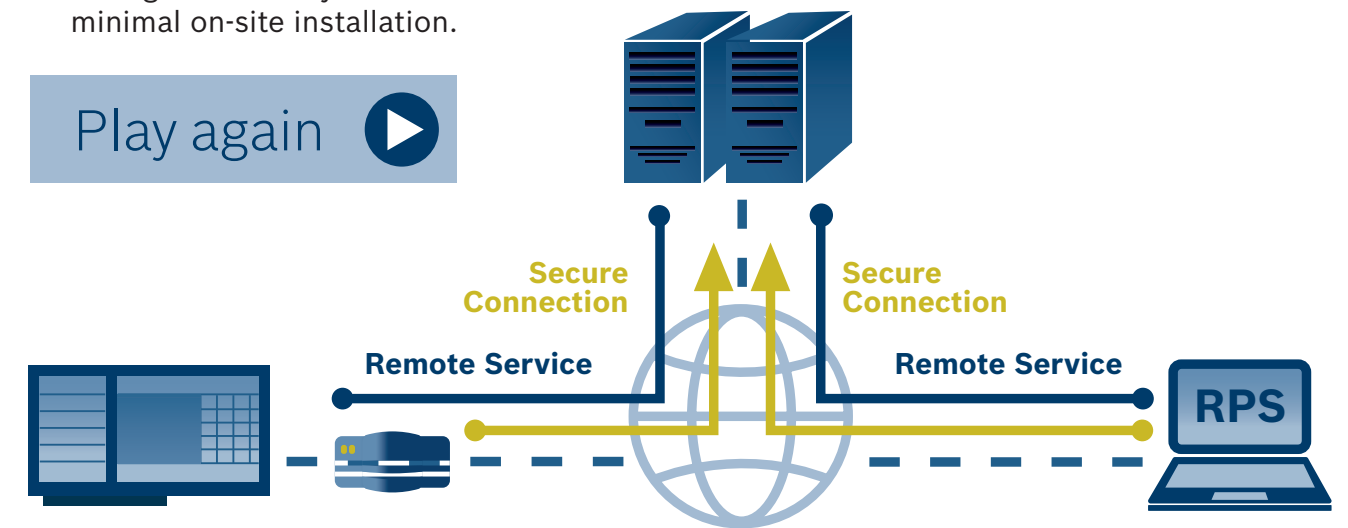 minimal on-site installation.
Play again
Secure
Connection
Secure
Connection
Remote Service
Remote Service
RPS